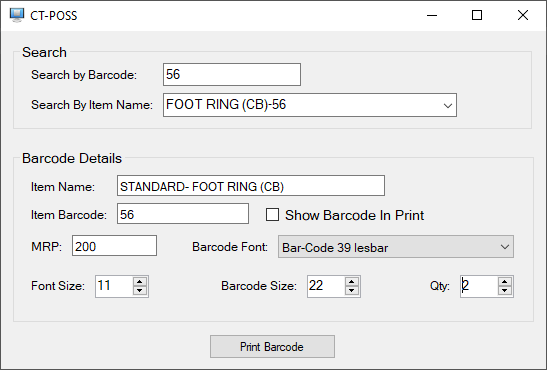 CT-POSS
Search
Search by Barcode: 56
Search By Item Name: FOOT RING (CB)-56
Barcode Details
Item Name: STANDARD- FOOT RING (CB)
Item Barcode: 56 Show Barcode In Print
MRP: 200 Barcode Font: Bar-Code 39 lesbar
Font Size: 11 Barcode Size: 22 Qty: 2
Print Barcode